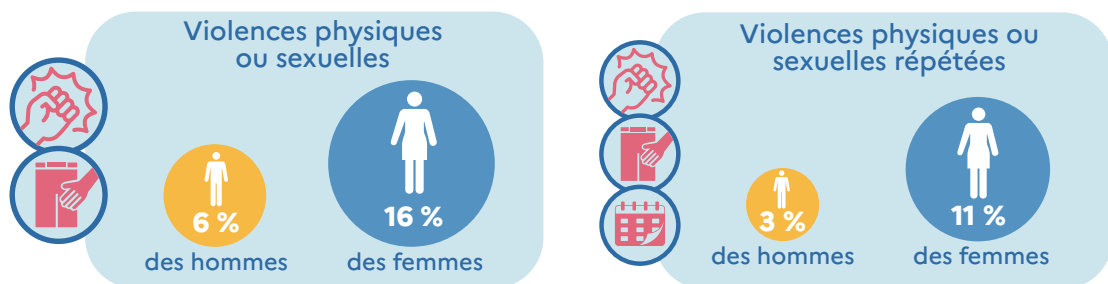 Violences physiques
ou sexuelles
6 %
16 %
des hommes
des femmes
Violences physiques ou
sexuelles répétées
3 %
11 %
des hommes
des femmes